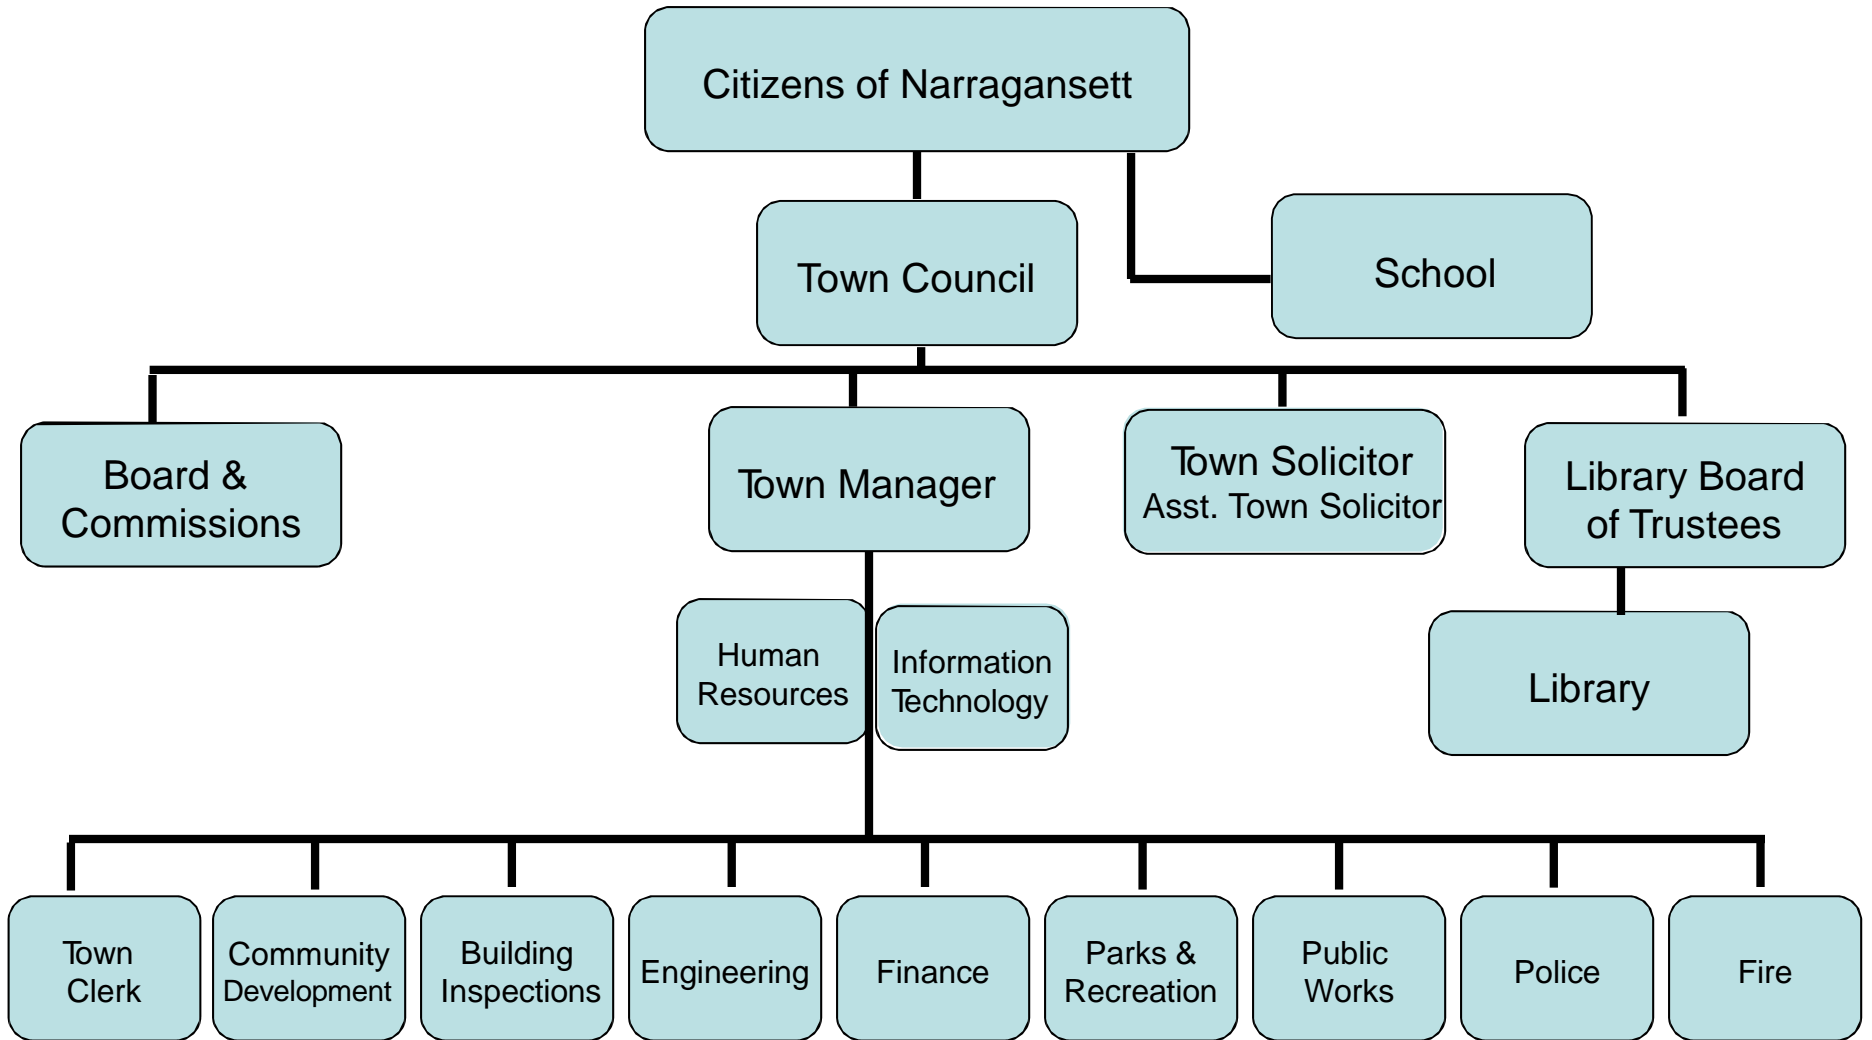 Citizens of Narragansett
Town Council
School
Board &
Commissions
Town Manager
Town Solicitor
Asst. Town Solicitor
Library Board
of Trustees
Human
Resources
Information
Technology
Library
Town
Clerk
Community
Development
Building
Inspections
Engineering
Finance
Parks &
Recreation
Public
Works
Police
Fire